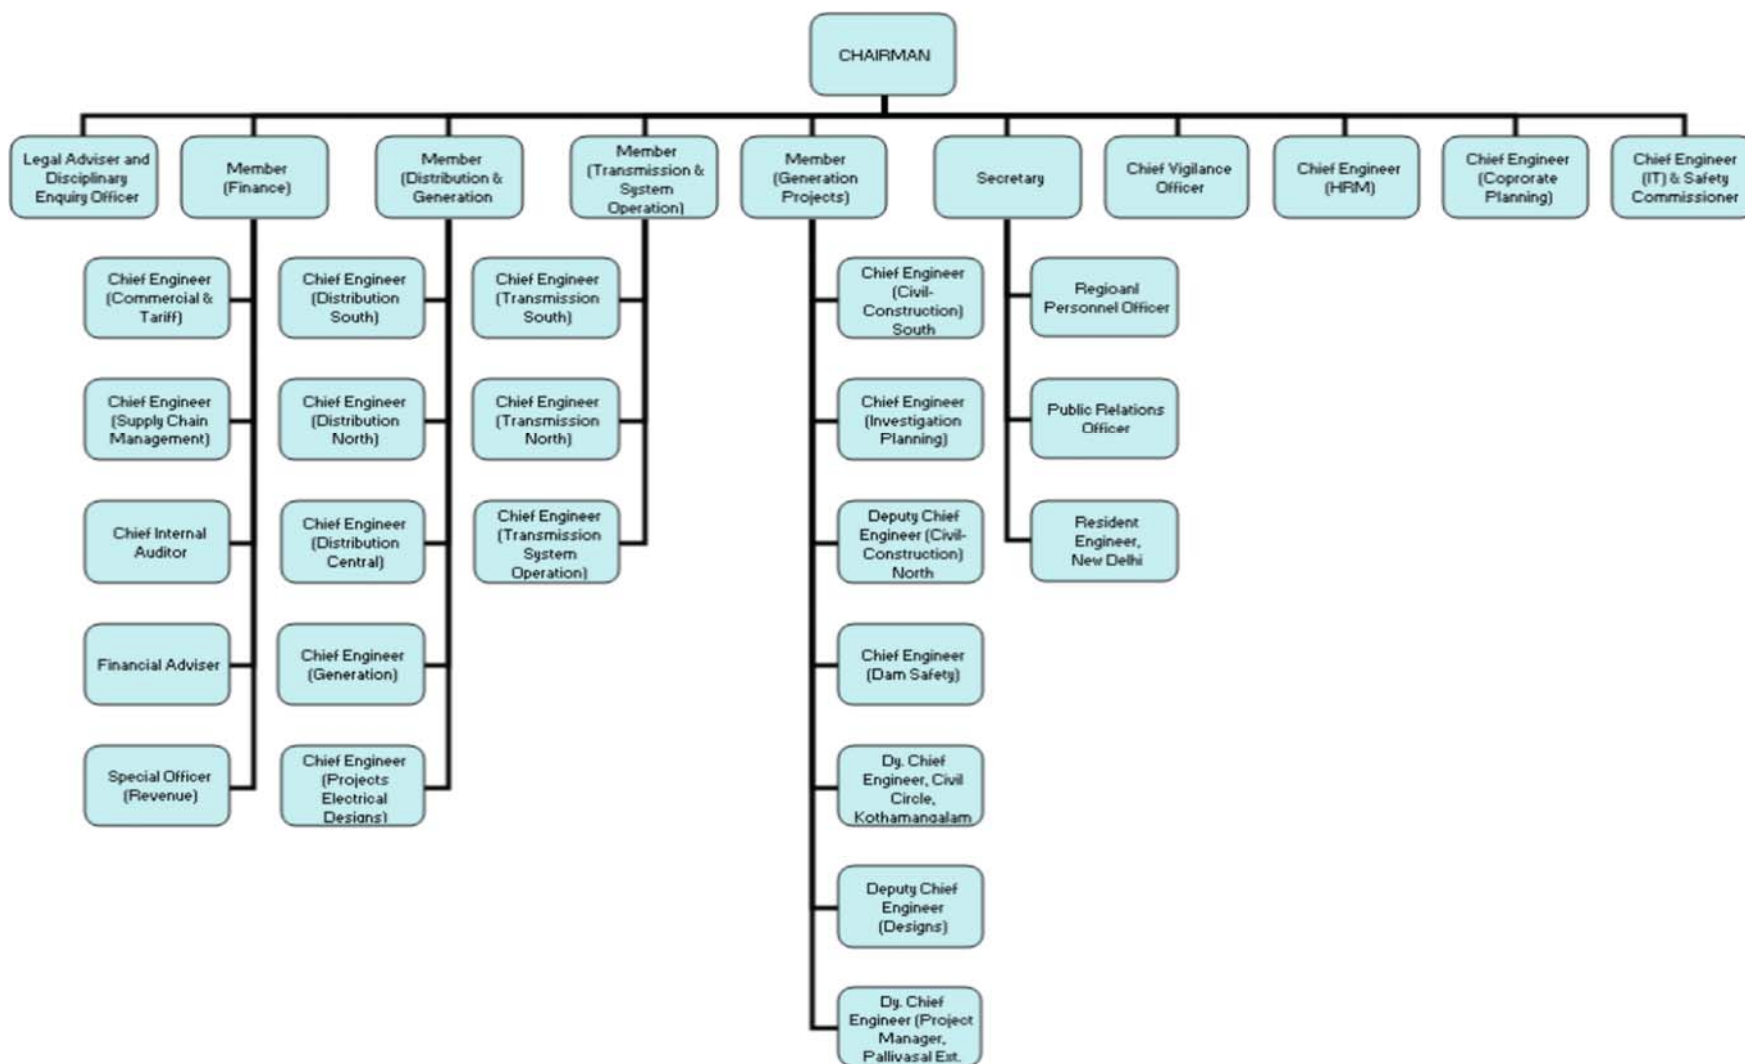 CHAIRMAN
Legal Adviser and
Disciplinary
Enquiry Officer
Member
(Finance)
Member
(Distribution &
Generation
Member
(Transmission &
System
Operation)
Member
(Generation
Projects)
Secretary
Chief Vigilance
Officer
Chief Engineer
(HRM)
Chief Engineer
(Coprorate
Planning)
Chief Engineer
(IT) & Safety
Commissioner
Chief Engineer
(Commercial &
Tariff)
Chief Engineer
(Distribution
South)
Chief Engineer
(Transmission
South)
Chief Engineer
(Civil-
Construction)
South
Regioanl
Personnel Officer
Chief Engineer
(Supply Chain
Management)
Chief Engineer
(Distribution
North)
Chief Engineer
(Transmission
North)
Chief Engineer
(Investigation
Planning)
Public Relations
Officer
Chief Internal
Auditor
Chief Engineer
(Distribution
Central)
Chief Engineer
(Transmission
System
Operation)
Deputy Chief
Engineer (Civil-
Construction)
North
Resident
Engineer,
New Delhi
Financial Adviser
Chief Engineer
(Generation)
Chief Engineer
(Dam Safety)
Special Officer
(Revenue)
Chief Engineer
(Projects
Electrical
Designs)
Dy. Chief
Engineer, Civil
Circle,
Kothamangalam
Deputy Chief
Engineer
(Designs)
Dy. Chief
Engineer (Project
Manager,
Pallivasal Ext.